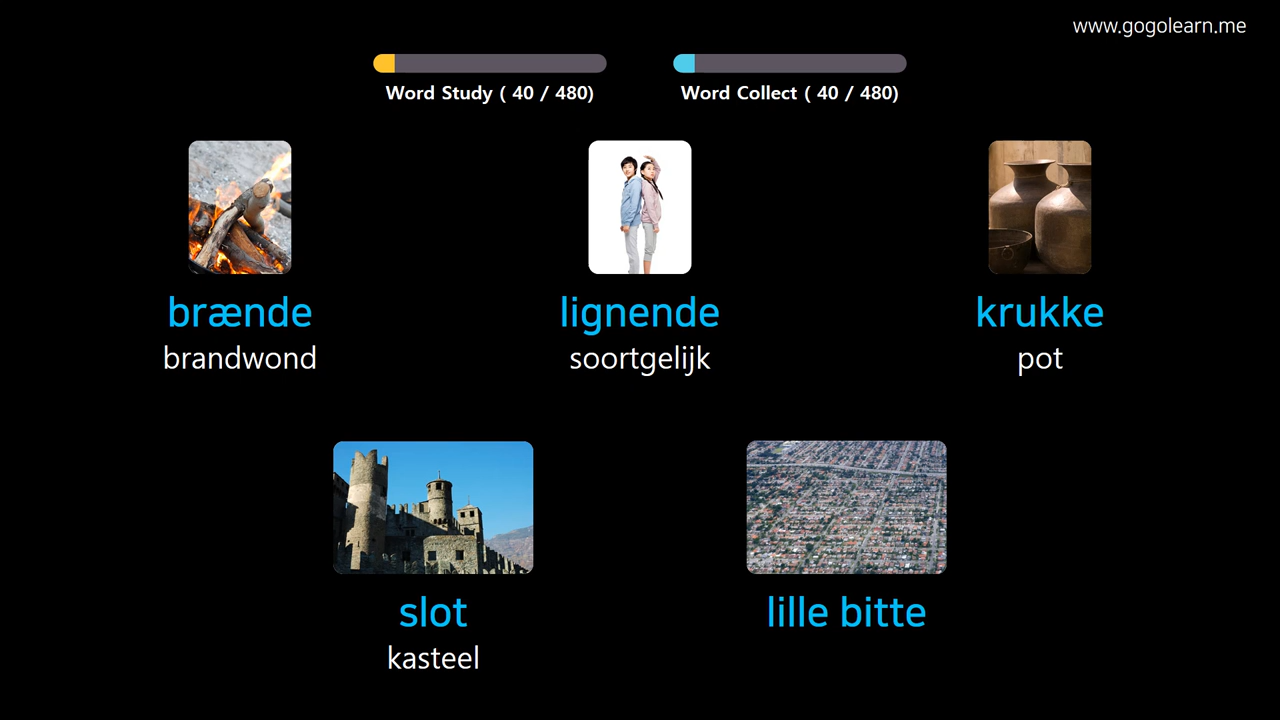 www.gogolearn.me
Word Study ( 40 / 480)
Word Collect ( 40 / 480)
brænde
brandwond
lignende
soortgelijk
krukke
pot
slot
kasteel
lille bitte